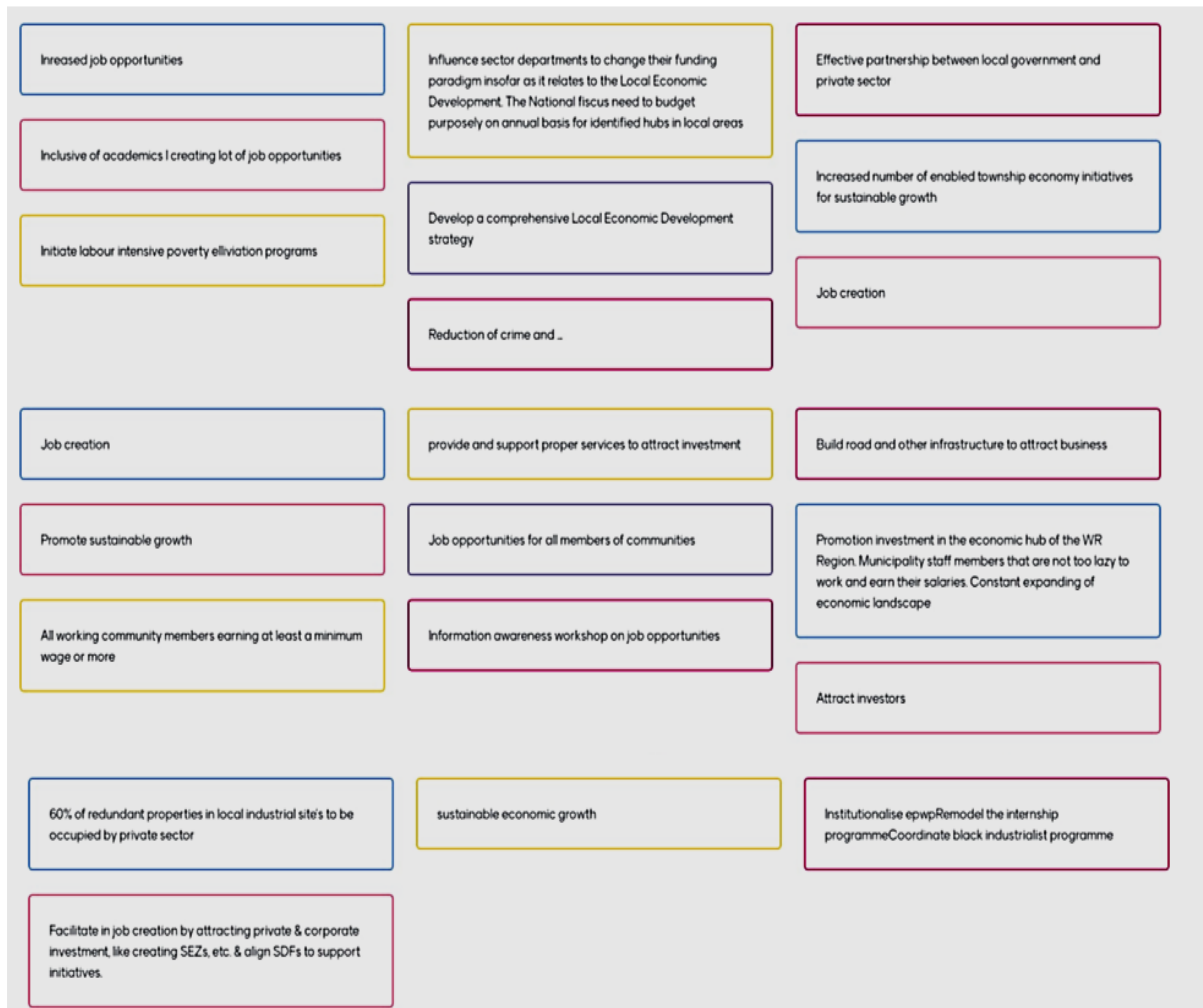 Inreased job opportunities
Inclusive of academics I creating lot of job opportunities
Initiate labour intensive poverty elliviation programs
Influence sector departments to change their funding
paradigm insofar as it relates to the Local Economic
Development. The National fiscus need to budget
purposely on annual basis for identified hubs in local areas
Develop a comprehensive Local Economic Development
strategy
Reduction of crime and ...
Effective partnership between local government and
private sector
Increased number of enabled township economy initiatives
for sustainable growth
Job creation
Job creation
Promote sustainable growth
All working community members earning at least a minimum
wage or more
provide and support proper services to attract investment
Job opportunities for all members of communities
Information awareness workshop on job opportunities
Build road and other infrastructure to attract business
Promotion investment in the economic hub of the WR
Region. Municipality staff members that are not too lazy to
work and earn their salaries. Constant expanding of
economic landscape
Attract investors
60% of redundant properties in local industrial site's to be
occupied by private sector
Facilitate in job creation by attracting private & corporate
investment, like creating SEZs, etc. & align SDFs to support
initiatives.
sustainable economic growth
Institutionalise epwpRemodel the internship
programmeCoordinate black industrialist programme